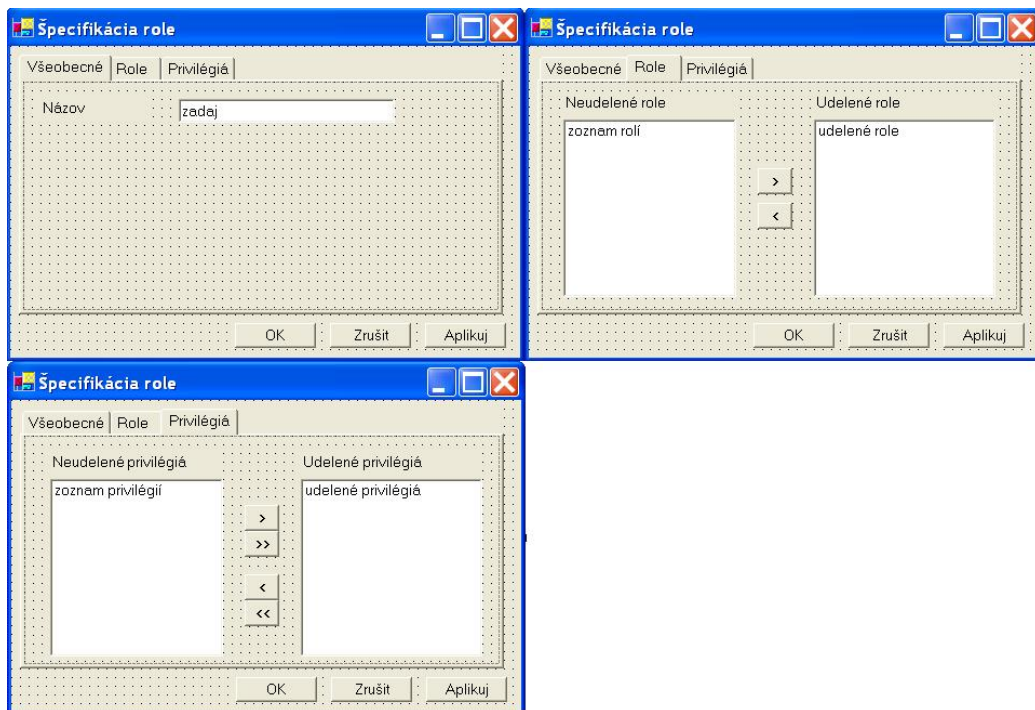 Špecifikácia role
Všeobecné Role Privilégiá
Názov zadaj
OK Zrušit Aplikuj
Špecifikácia role
Všeobecné Role Privilégiá
Neudelené role Udelené role
zoznam rolí udelené role
>
<
OK Zrušit Aplikuj
Špecifikácia role
Všeobecné Role Privilégiá
Neudelené privilégiá Udelené privilégiá
zoznam privilégií udelené privilégiá
>
>>
<
<<
OK Zrušit Aplikuj